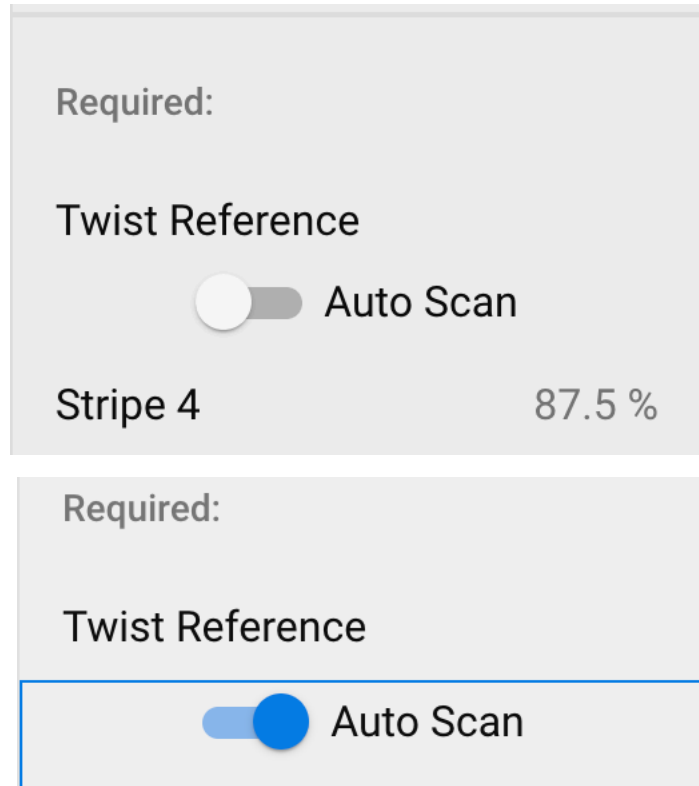 Required:
Twist Reference
Auto Scan
Stripe 4 87.5 %
Required:
Twist Reference
Auto Scan